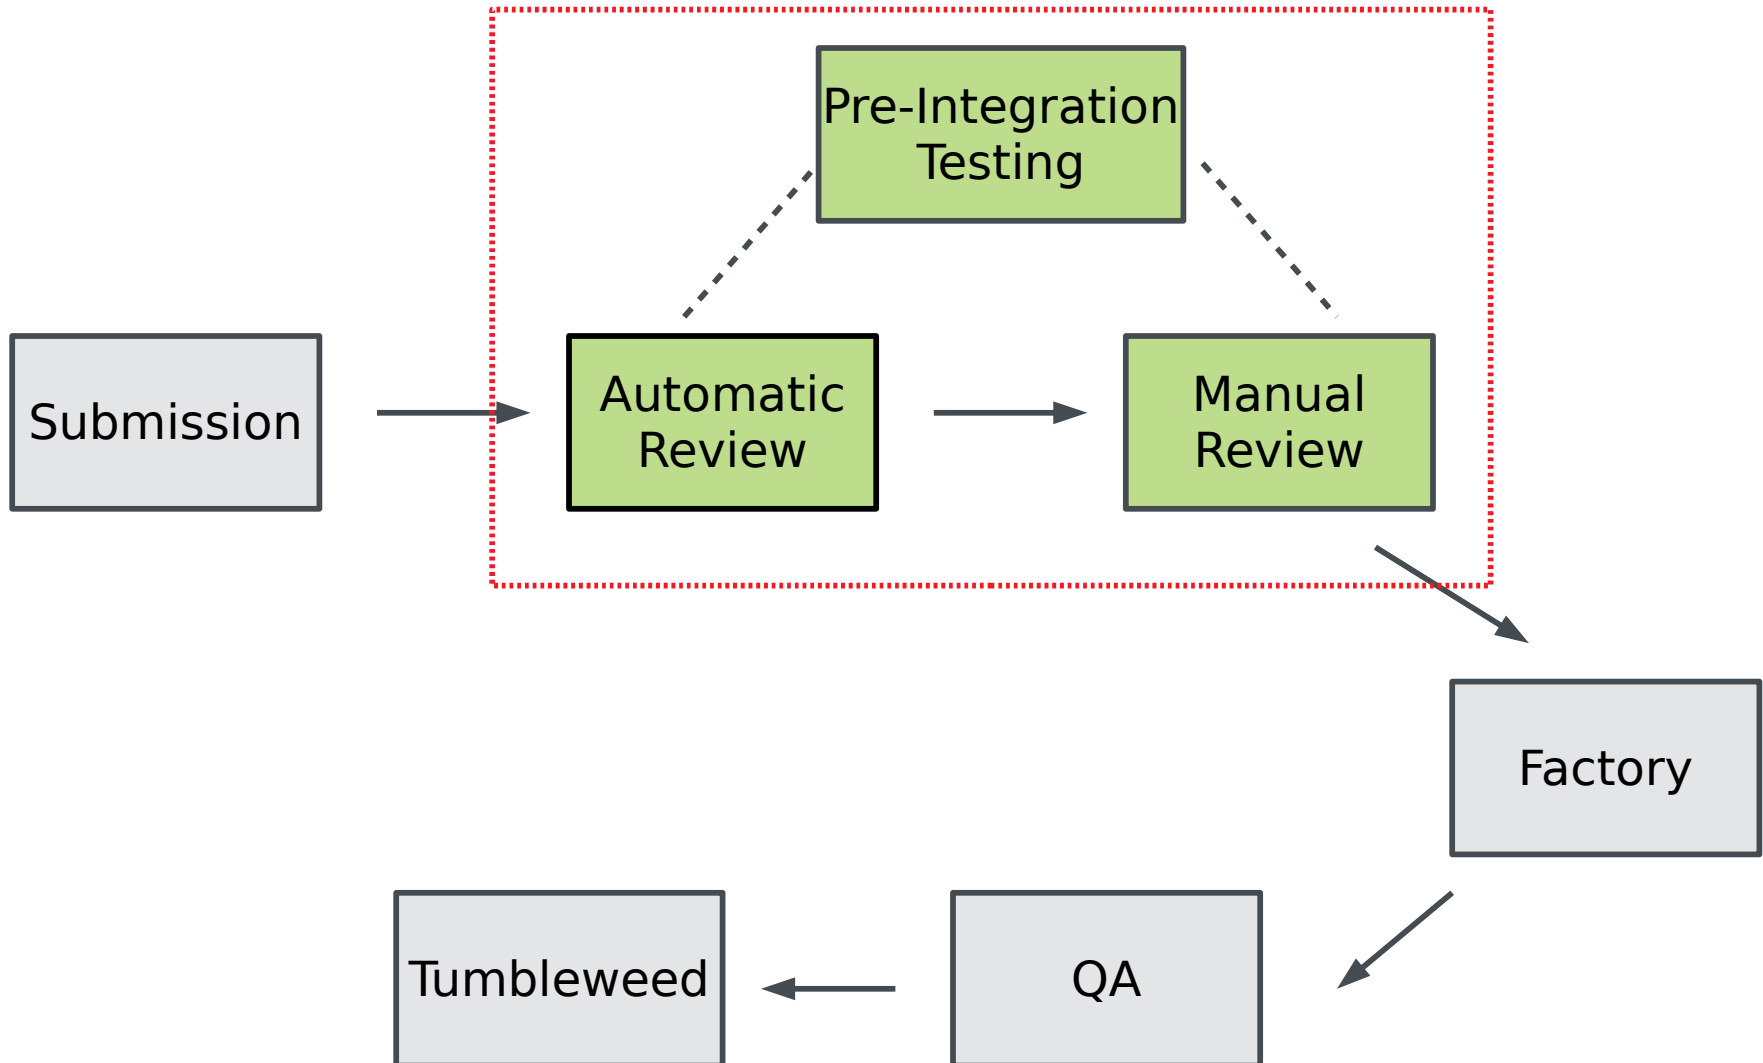 Pre-Integration
Testing
Submission
Automatic
Review
Manual
Review
Factory
Tumbleweed
QA